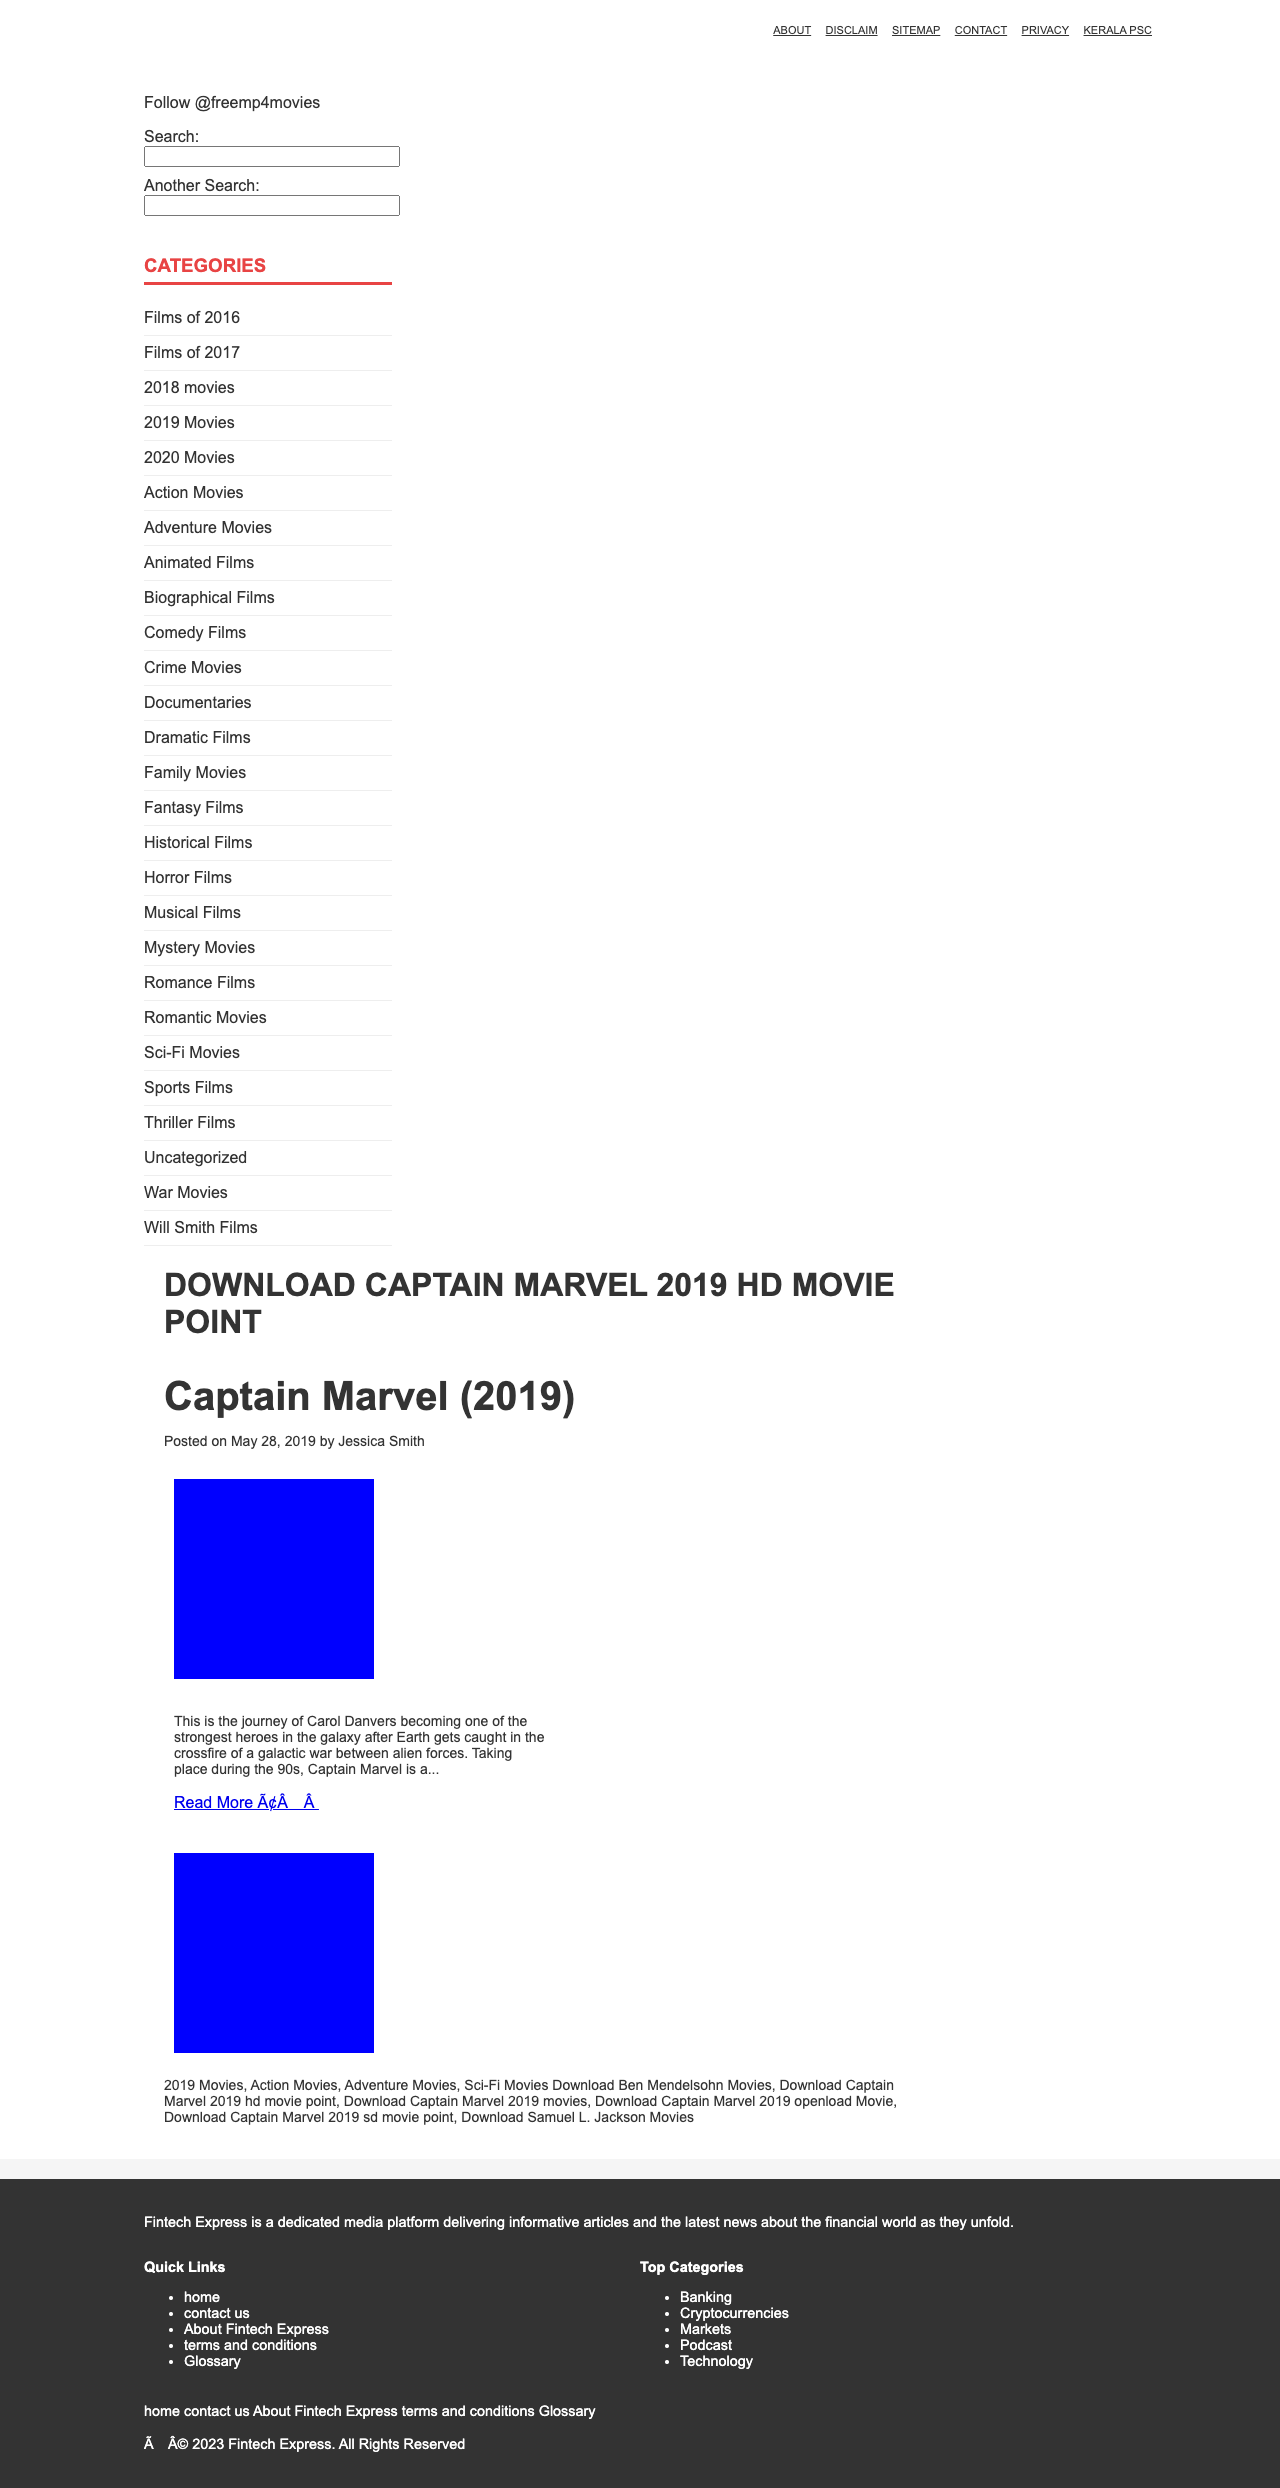 ABOUT DISCLAIM SITEMAP CONTACT PRIVACY KERALA PSC
Follow @freemp4movies
Search:
Another Search:
CATEGORIES
Films of 2016
Films of 2017
2018 movies
2019 Movies
2020 Movies
Action Movies
Adventure Movies
Animated Films
Biographical Films
Comedy Films
Crime Movies
Documentaries
Dramatic Films
Family Movies
Fantasy Films
Historical Films
Horror Films
Musical Films
Mystery Movies
Romance Films
Romantic Movies
Sci-Fi Movies
Sports Films
Thriller Films
Uncategorized
War Movies
Will Smith Films
DOWNLOAD CAPTAIN MARVEL 2019 HD MOVIE
POINT
Captain Marvel (2019)
Posted on May 28, 2019 by Jessica Smith
This is the journey of Carol Danvers becoming one of the
strongest heroes in the galaxy after Earth gets caught in the
crossfire of a galactic war between alien forces. Taking
place during the 90s, Captain Marvel is a...
Read More Ã¢Â Â
2019 Movies, Action Movies, Adventure Movies, Sci-Fi Movies Download Ben Mendelsohn Movies, Download Captain
Marvel 2019 hd movie point, Download Captain Marvel 2019 movies, Download Captain Marvel 2019 openload Movie,
Download Captain Marvel 2019 sd movie point, Download Samuel L. Jackson Movies
Fintech Express is a dedicated media platform delivering informative articles and the latest news about the financial world as they unfold.
Quick Links
• home
• contact us
• About Fintech Express
• terms and conditions
• Glossary
Top Categories
• Banking
• Cryptocurrencies
• Markets
• Podcast
• Technology
home contact us About Fintech Express terms and conditions Glossary
Ã Â© 2023 Fintech Express. All Rights Reserved